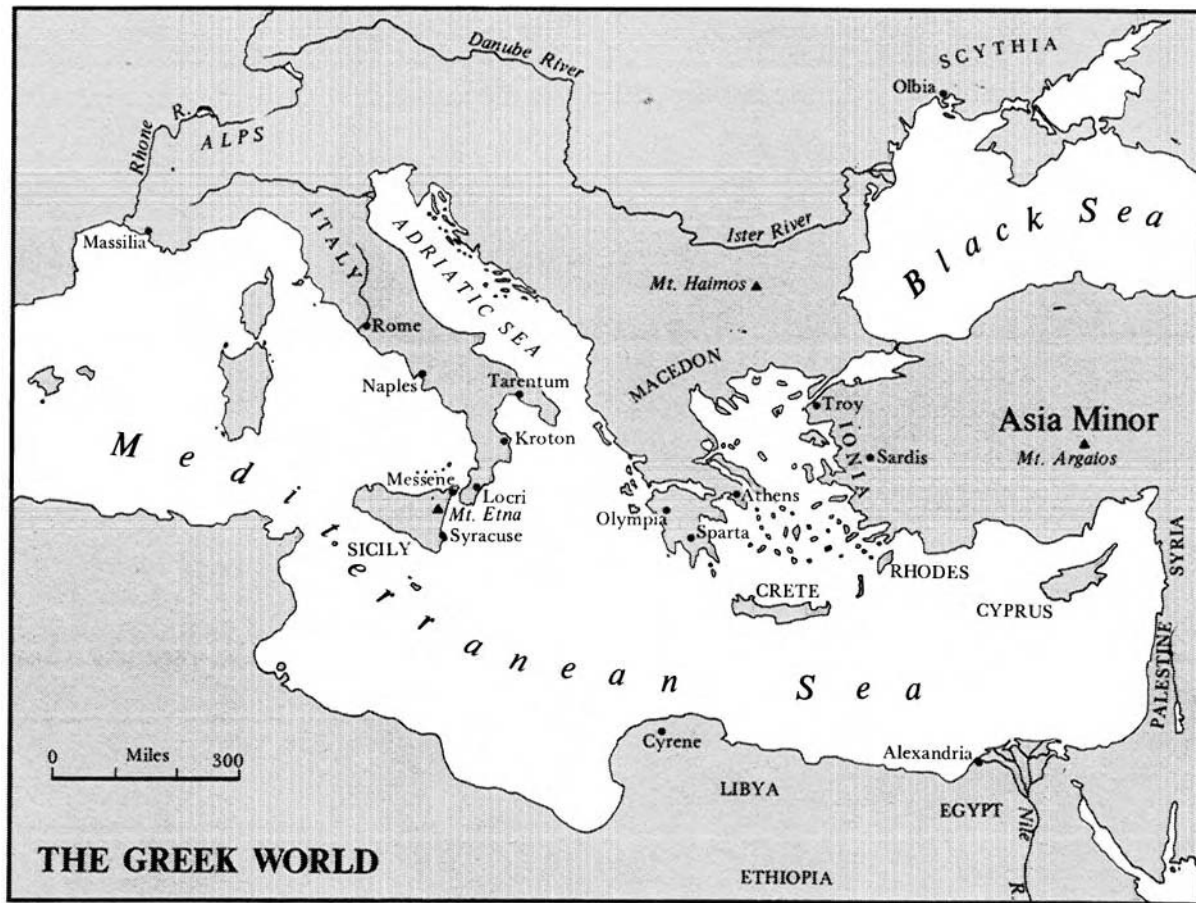 Danube River
SCYTHIA
Olbia
Rhone R.
ALPS
Black Sea
Massilia
ITALY
ADRIATIC SEA
Ister River
Mt. Haimos
Rome
MACEDON
Naples
Tarentum
Troy
Asia Minor
IONIA
Kroton
Sardis
Mt. Argaios
Mediterranean Sea
Messene
Locri
Mt. Etna
Athens
Olympia
Syracuse
Sparta
SICILY
RHODES
SYRIA
CRETE
CYPRUS
PALESTINE
Cyrene
Alexandria
0 Miles 300
LIBYA
EGYPT
Nile R.
THE GREEK WORLD
ETHIOPIA